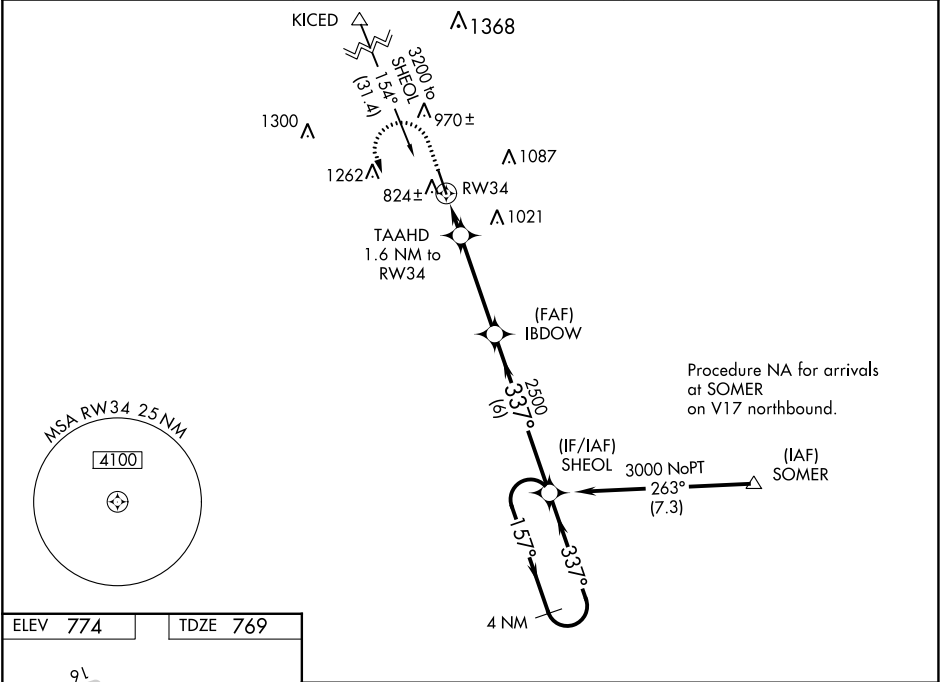 KICED
1368
3200 to
SHEOL
154°
(31.4)
1300
970±
1262
1087
824±
RW34
1021
TAAHD
1.6 NM to
RW34
(FAF)
IBDOW
Procedure NA for arrivals
at SOMER
on V17 northbound.
2500
337°
(6)
MSA RW34 25 NM
4100
(IF/IAF)
SHEOL
3000 NoPT
263°
(7.3)
(IAF)
SOMER
157°
337°
4 NM
ELEV 774
TDZE 769
16